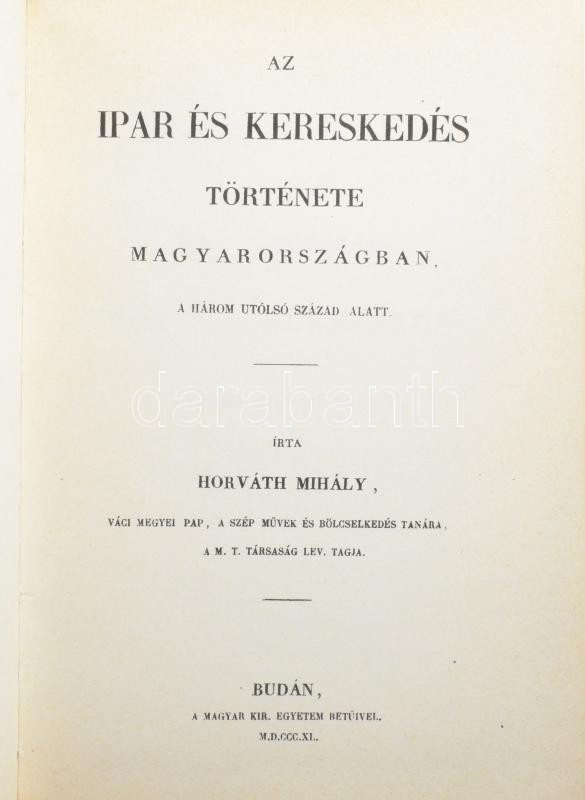 AZ
IPAR ÉS KERESKEDÉS
TÖRTÉNETE
MAGYARORSZÁGBAN,
A HÁROM UTÓLSÓ SZÁZAD ALATT.
darabanth
ÍRTA
HORVÁTH MIHÁLY,
VÁCI MEGYEI PAP, A SZÉP MŰVEK ÉS BÖLCSELKEDÉS TANÁRA,
A M. T. TÁRSASÁG LEV. TAGJA.
BUDÁN,
A MAGYAR KIR. EGYETEM BETŰIVEL.
M.D.CCC.XL.